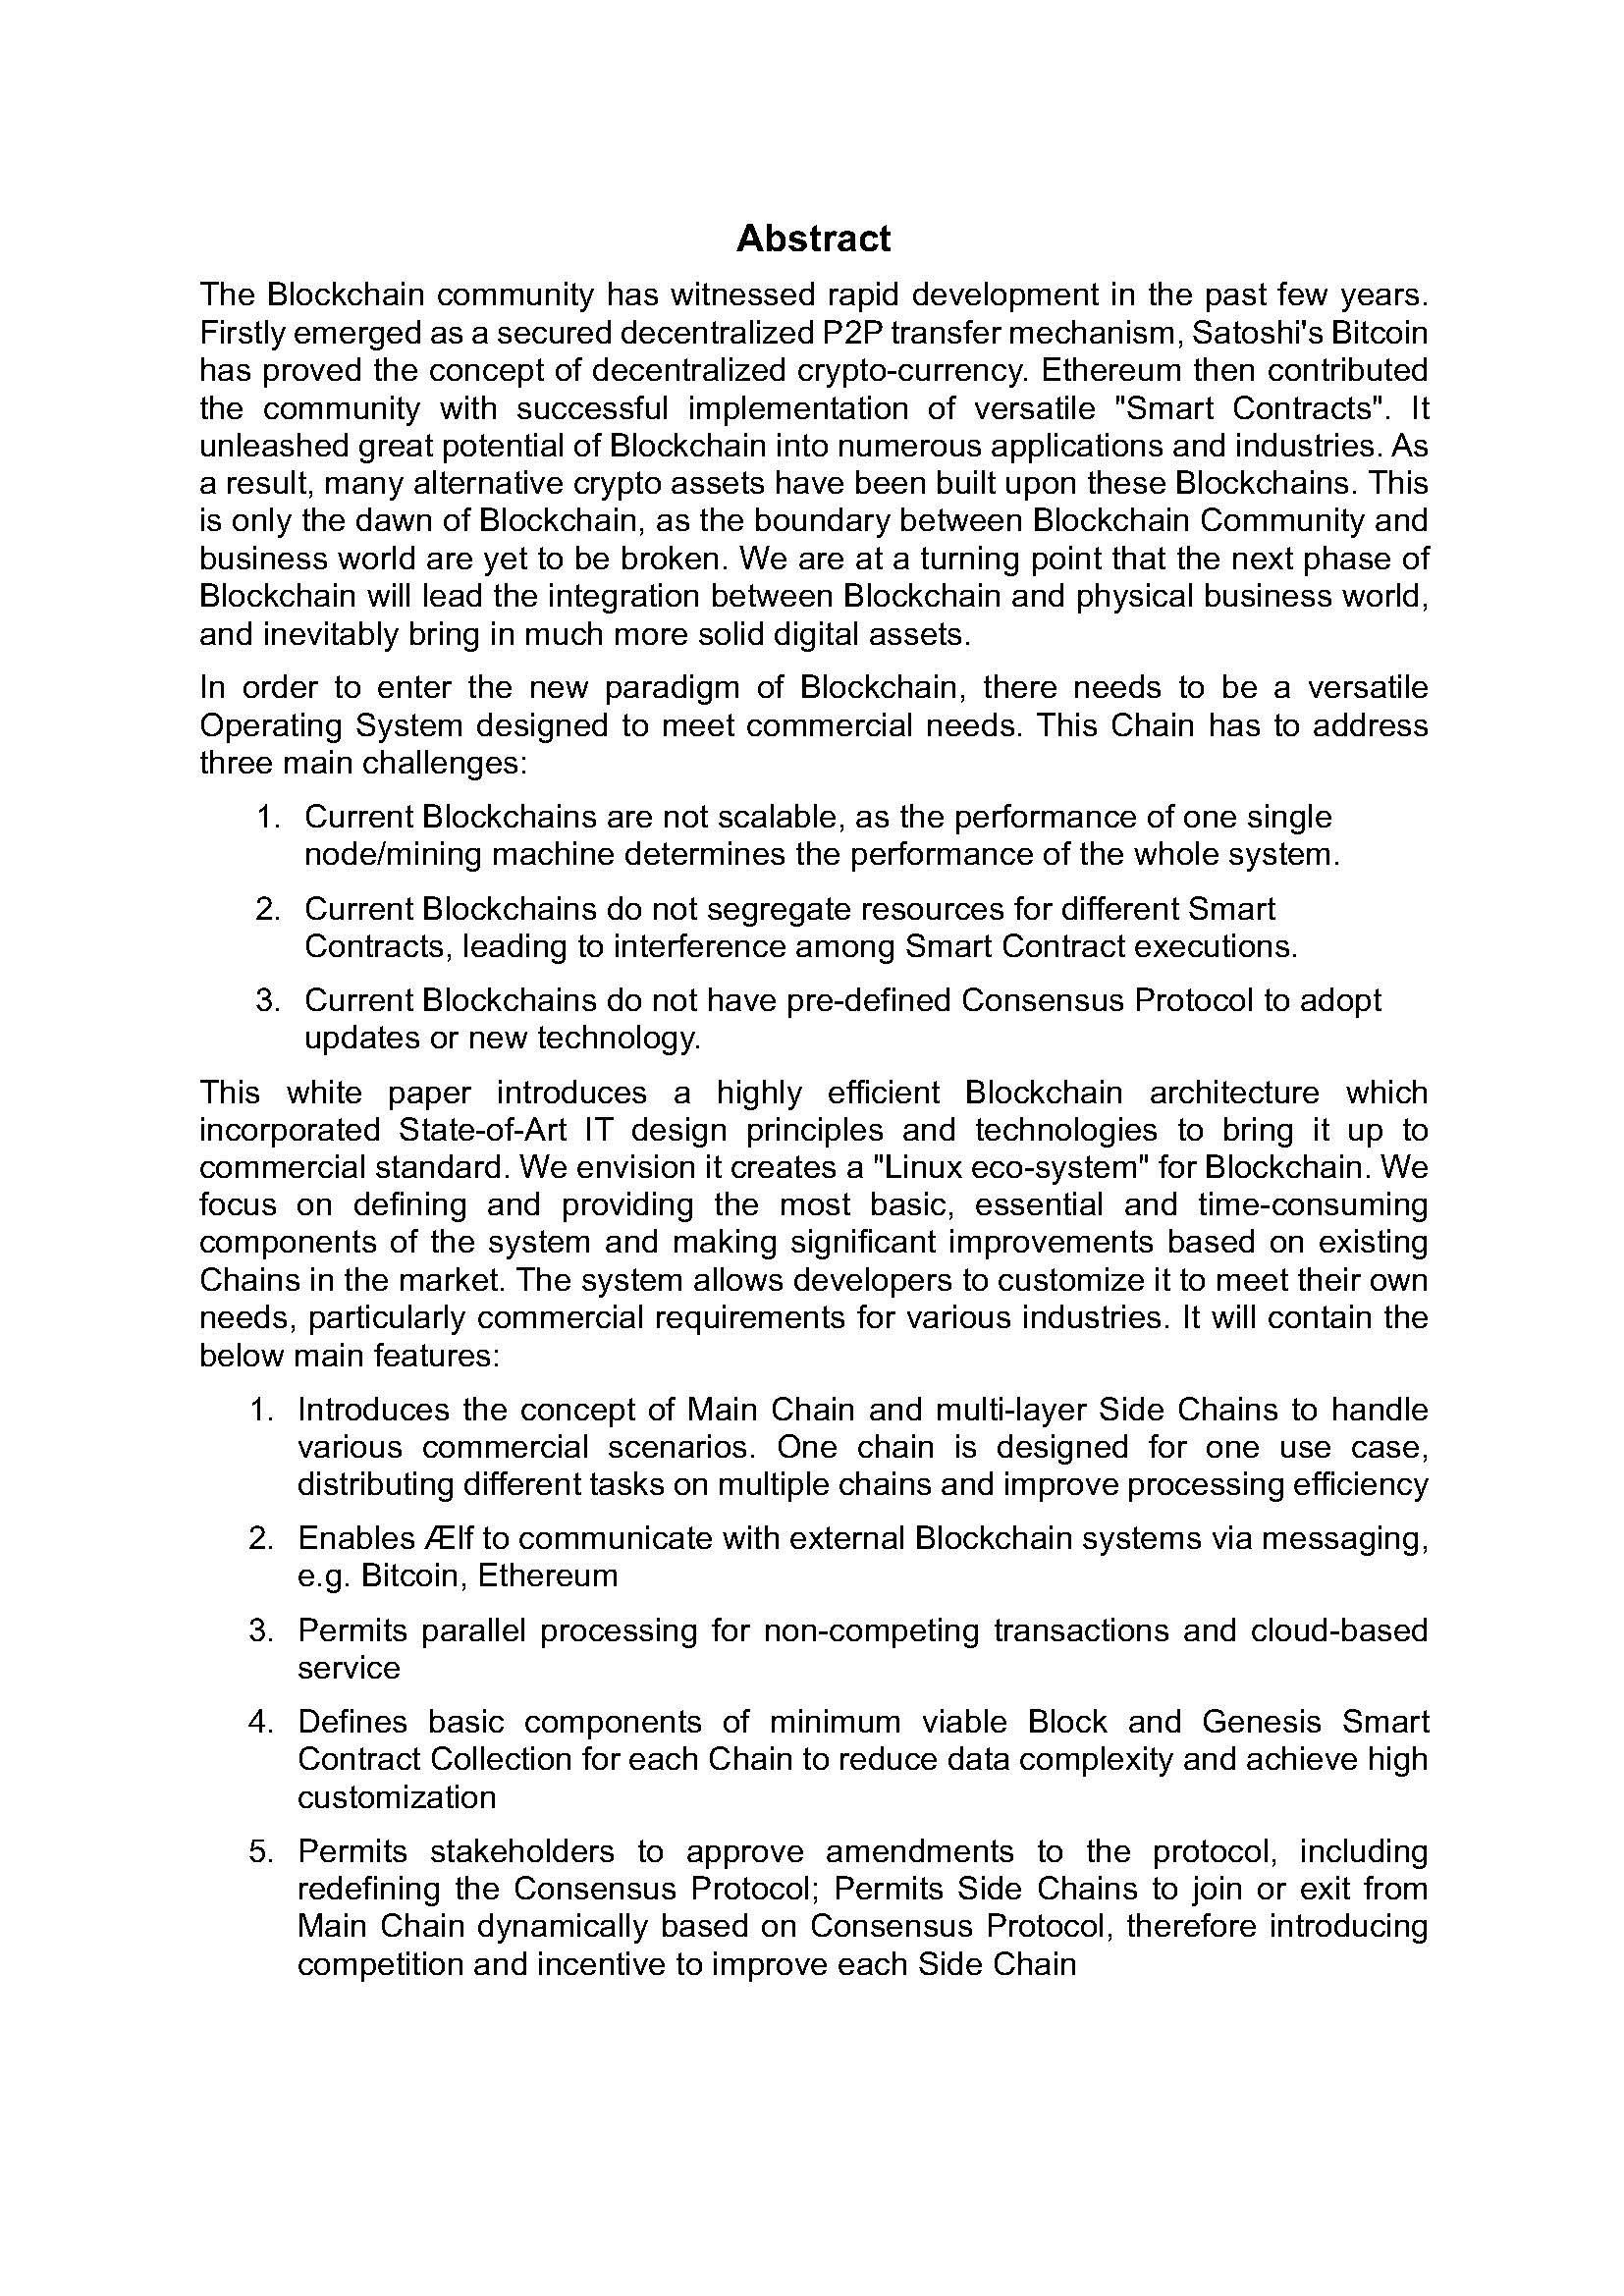 Abstract
The Blockchain community has witnessed rapid development in the past few years.
Firstly emerged as a secured decentralized P2P transfer mechanism, Satoshi's Bitcoin
has proved the concept of decentralized crypto-currency. Ethereum then contributed
the community with successful implementation of versatile "Smart Contracts". It
unleashed great potential of Blockchain into numerous applications and industries. As
a result, many alternative crypto assets have been built upon these Blockchains. This
is only the dawn of Blockchain, as the boundary between Blockchain Community and
business world are yet to be broken. We are at a turning point that the next phase of
Blockchain will lead the integration between Blockchain and physical business world,
and inevitably bring in much more solid digital assets.
In order to enter the new paradigm of Blockchain, there needs to be a versatile
Operating System designed to meet commercial needs. This Chain has to address
three main challenges:
1. Current Blockchains are not scalable, as the performance of one single
node/mining machine determines the performance of the whole system.
2. Current Blockchains do not segregate resources for different Smart
Contracts, leading to interference among Smart Contract executions.
3. Current Blockchains do not have pre-defined Consensus Protocol to adopt
updates or new technology.
This white paper introduces a highly efficient Blockchain architecture which
incorporated State-of-Art IT design principles and technologies to bring it up to
commercial standard. We envision it creates a "Linux eco-system" for Blockchain. We
focus on defining and providing the most basic, essential and time-consuming
components of the system and making significant improvements based on existing
Chains in the market. The system allows developers to customize it to meet their own
needs, particularly commercial requirements for various industries. It will contain the
below main features:
1. Introduces the concept of Main Chain and multi-layer Side Chains to handle
various commercial scenarios. One chain is designed for one use case,
distributing different tasks on multiple chains and improve processing efficiency
2. Enables Ælf to communicate with external Blockchain systems via messaging,
e.g. Bitcoin, Ethereum
3. Permits parallel processing for non-competing transactions and cloud-based
service
4. Defines basic components of minimum viable Block and Genesis Smart
Contract Collection for each Chain to reduce data complexity and achieve high
customization
5. Permits stakeholders to approve amendments to the protocol, including
redefining the Consensus Protocol; Permits Side Chains to join or exit from
Main Chain dynamically based on Consensus Protocol, therefore introducing
competition and incentive to improve each Side Chain